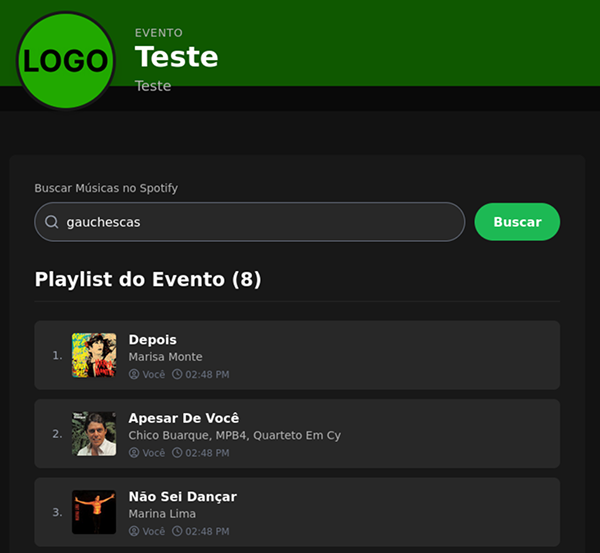 LOGO
EVENTO
Teste
Teste
Buscar Músicas no Spotify
gauchescas
Buscar
Playlist do Evento (8)
1.
Depois
Marisa Monte
Você 02:48 PM
2.
Apesar De Você
Chico Buarque, MPB4, Quarteto Em Cy
Você 02:48 PM
3.
Não Sei Dançar
Marina Lima
Você 02:48 PM